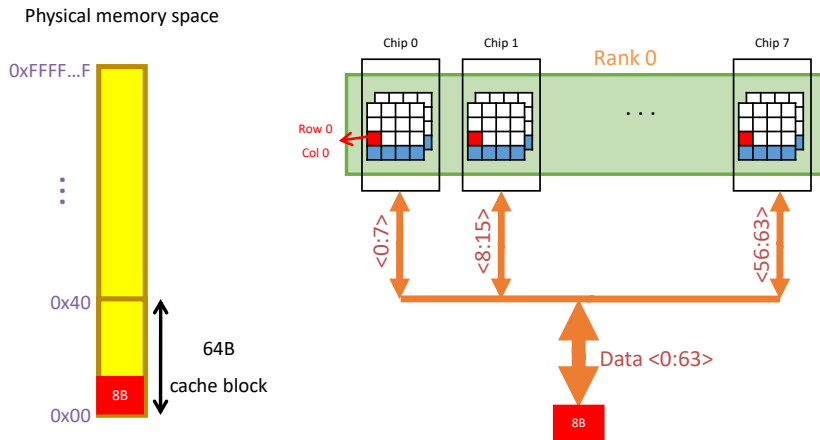 Physical memory space
0xFFFF...F
⋮
0x40
64B
cache block
8B
0x00
Chip 0
Chip 1
Chip 7
Rank 0
Row 0
Col 0
. . .
<0:7>
<8:15>
<56:63>
Data <0:63>
8B